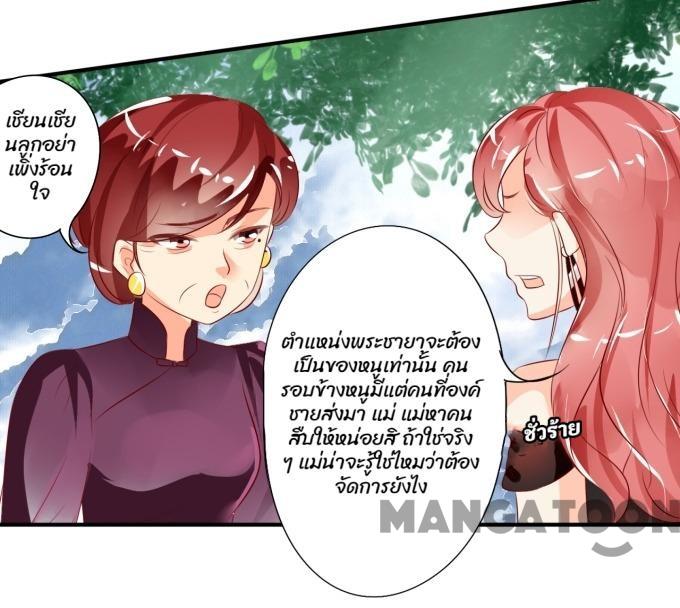 เชียนเชีย
นลูกอย่า
เพิ่งร้อน
ใจ
ตำแหน่งพระชายาจะต้อง
เป็นของหนูเท่านั้น คน
รอบข้างหนูมีแต่คนที่องค์
ชายส่งมา แม่ แม่หาคน
สืบให้หน่อยสิ ถ้าใช่จริง
ๆ แม่น่าจะรู้ใช่ไหมว่าต้อง
จัดการยังไง
ชั่วร้าย
MANGATOON